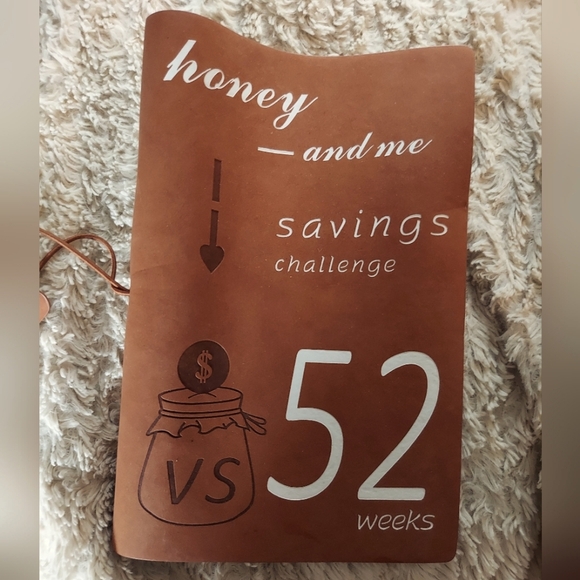 honey
— and me
savings
challenge
$
VS
52
weeks